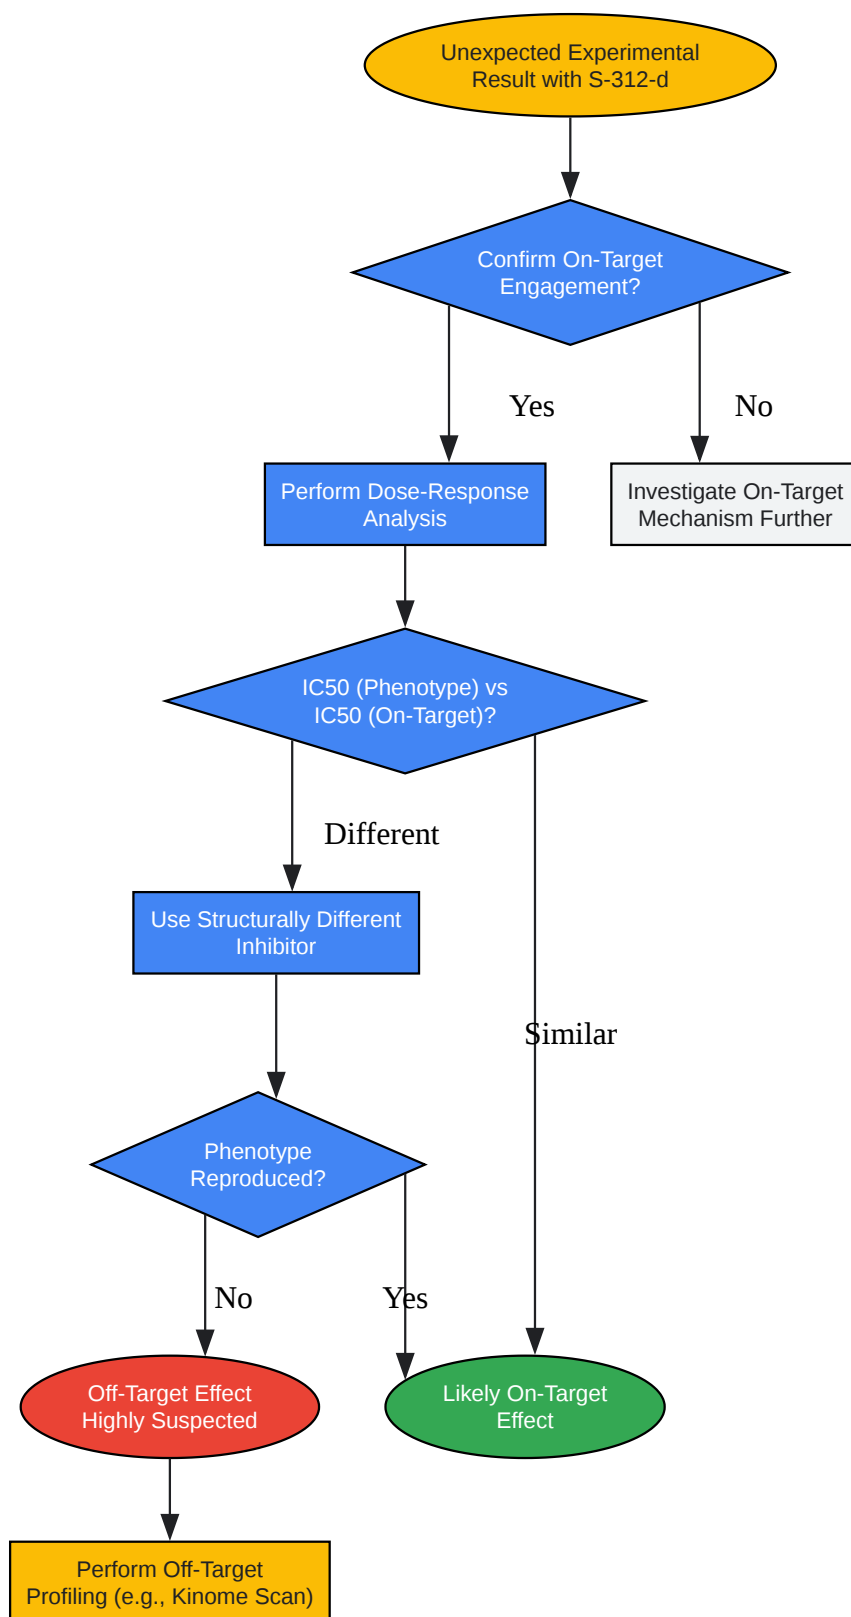 Unexpected Experimental
Result with S-312-d
Confirm On-Target
Engagement?
Yes
No
Perform Dose-Response
Analysis
Investigate On-Target
Mechanism Further
IC50 (Phenotype) vs
IC50 (On-Target)?
Different
Use Structurally Different
Inhibitor
Similar
Phenotype
Reproduced?
No
Yes
Off-Target Effect
Highly Suspected
Likely On-Target
Effect
Perform Off-Target
Profiling (e.g., Kinome Scan)